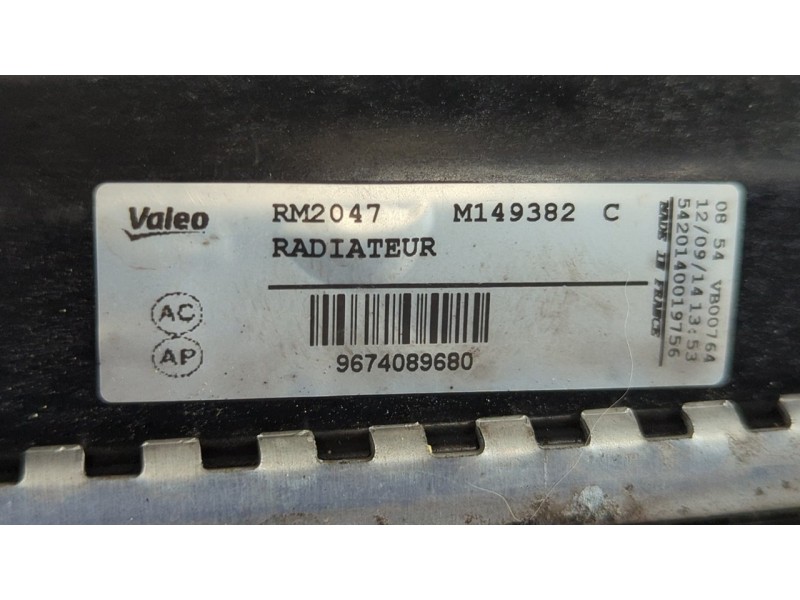 Valeo
RM2047 M149382 C
RADIATEUR
AC
AP
9674089680
08 54 VB00764
12/09/14 13:53
5420140019756
MADE IN FRANCE